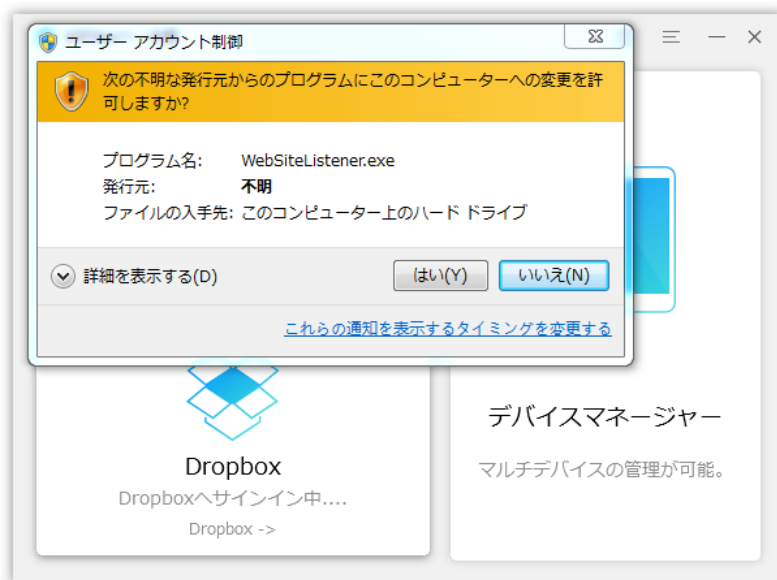 ユーザー アカウント制御
次の不明な発行元からのプログラムにこのコンピューターへの変更を許
可しますか?
プログラム名: WebSiteListener.exe
発行元: 不明
ファイルの入手先: このコンピューター上のハード ドライブ
詳細を表示する(D) はい(Y) いいえ(N)
これらの通知を表示するタイミングを変更する
Dropbox
Dropboxへサインイン中....
Dropbox ->
デバイスマネージャー
マルチデバイスの管理が可能。